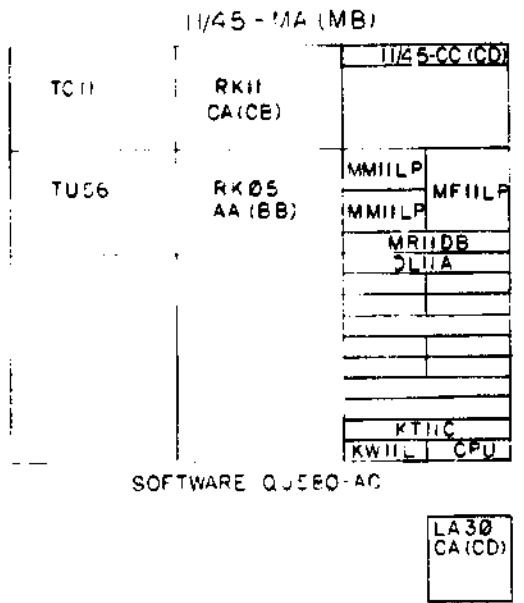 11/45-MA (MB)
11/45-CC (CD)
TC11
RK11
CA(CB)
MM11LP
MF11LP
TU56
RK05
AA (BB)
MM11LP
MR11DB
DL11A
KT11C
KW11L
CPU
SOFTWARE
LA30
CA(CD)